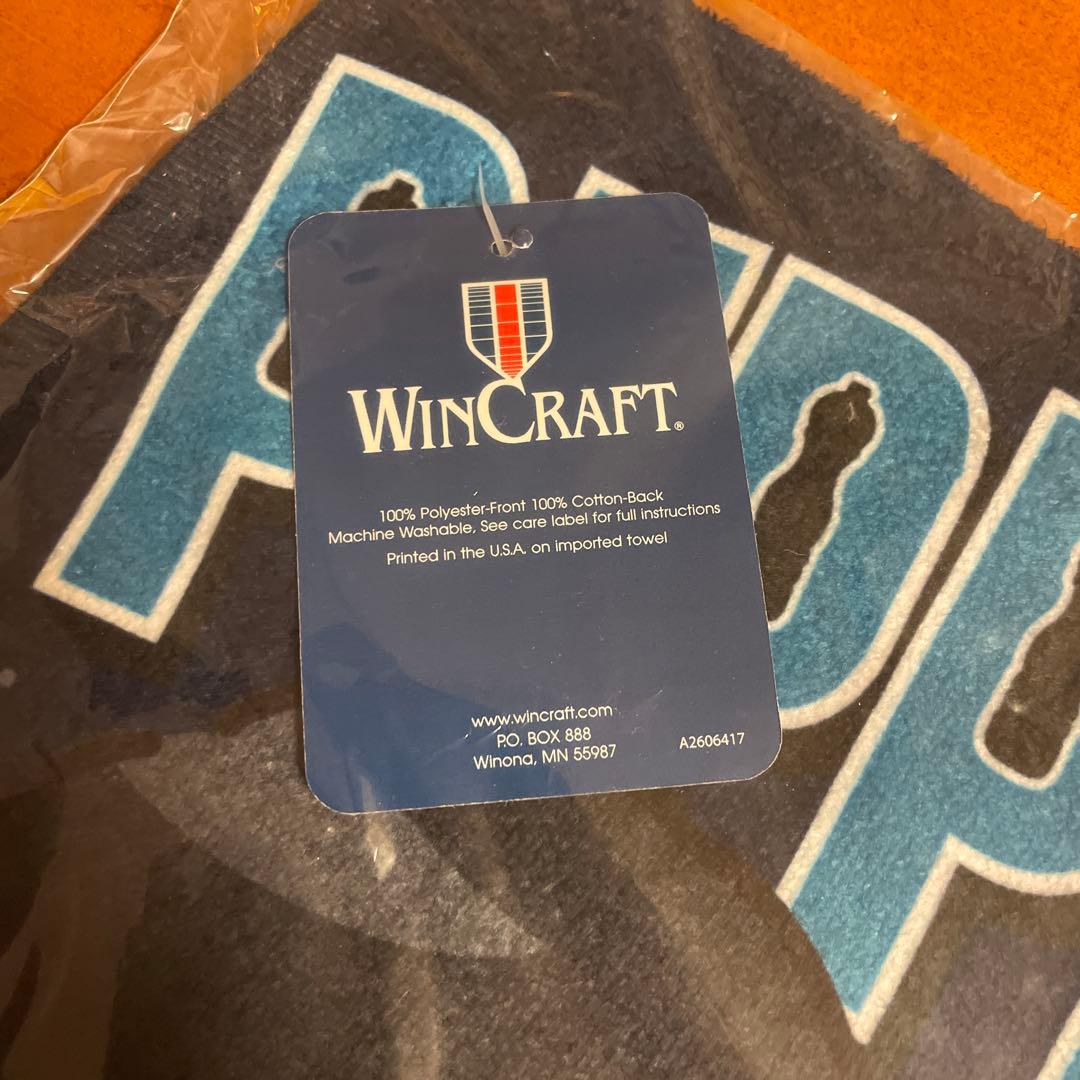 WINCRAFT®
100% Polyester-Front 100% Cotton-Back
Machine Washable, See care label for full instructions
Printed in the U.S.A. on imported towel
www.wincraft.com
P.O. BOX 888
Winona, MN 55987
A2606417